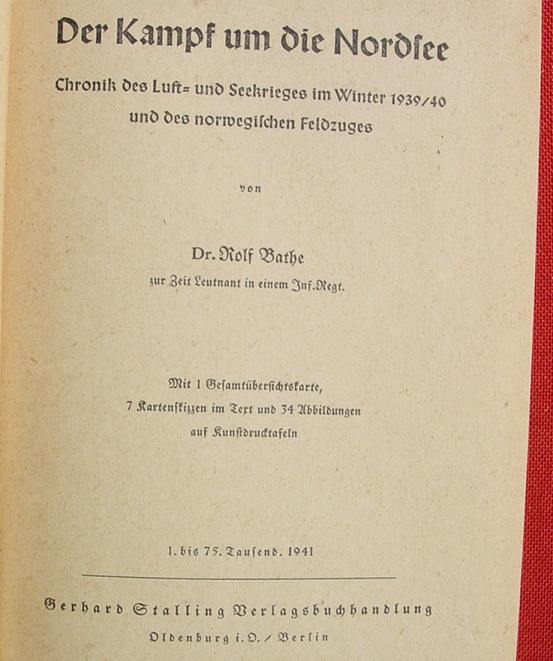 Der Kampf um die Nordſee
Chronik des Luft= und Seekrieges im Winter 1939/40
und des norwegiſchen Feldzuges
von
Dr. Rolf Bathe
zur Zeit Leutnant in einem Inf.Regt.
Mit 1 Geſamtüberſichtskarte,
7 Kartenſkizzen im Text und 34 Abbildungen
auf Kunſtdrucktafeln
1. bis 75. Tauſend. 1941
Gerhard Stalling Verlagsbuchhandlung
Oldenburg i. O. / Berlin